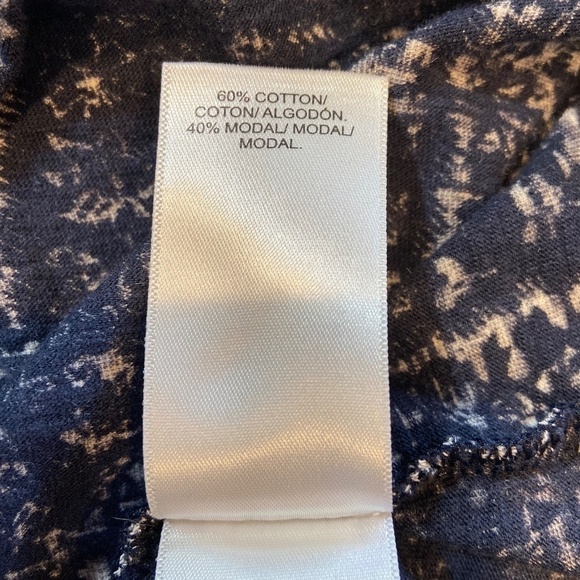 60% COTTON/
COTON/ ALGODÓN.
40% MODAL/ MODAL/
MODAL.